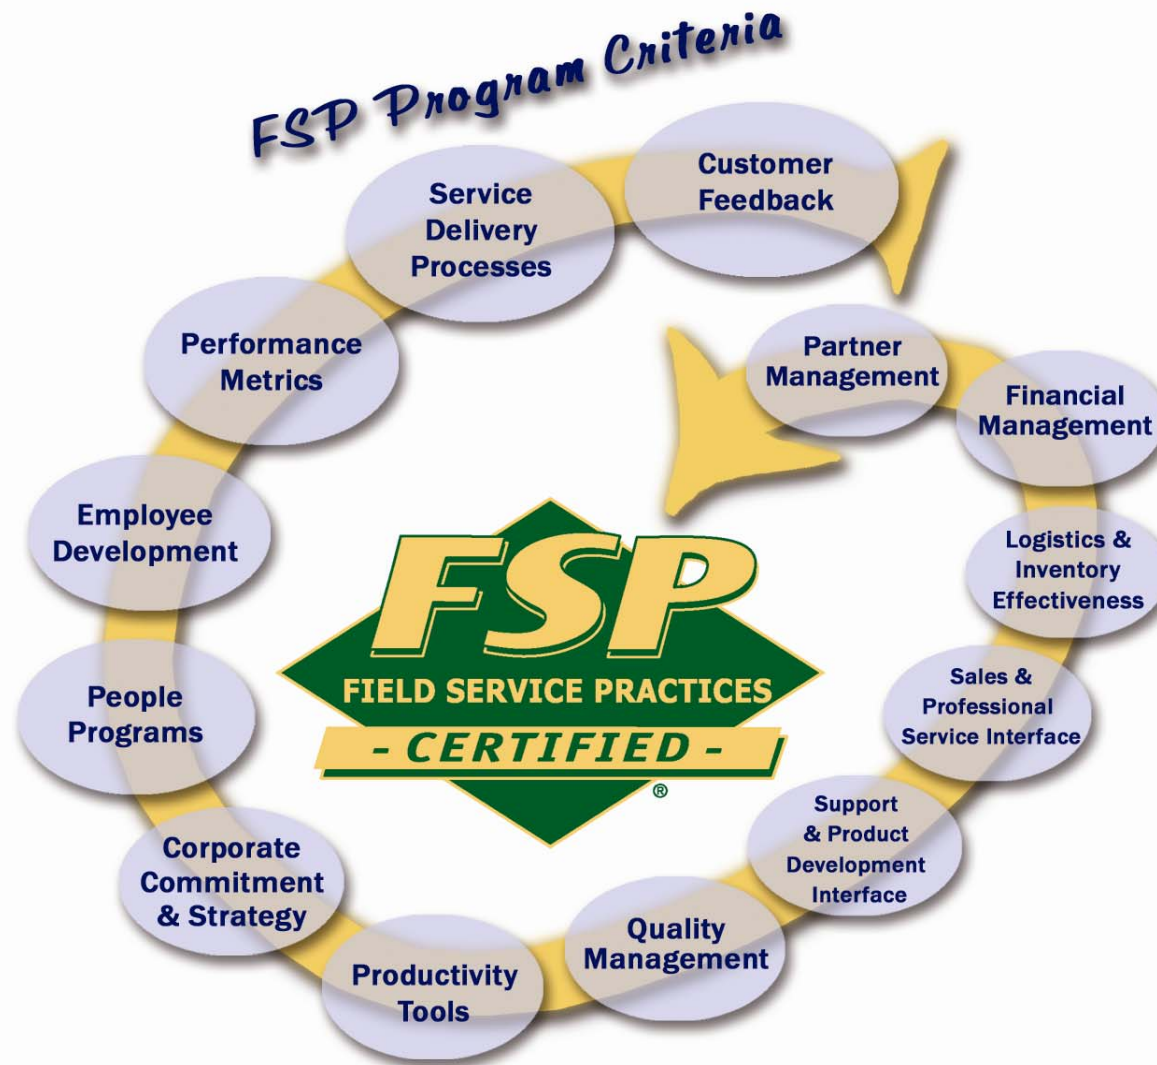 FSP Program Criteria
Customer
Feedback
Service
Delivery
Processes
Performance
Metrics
Employee
Development
People
Programs
Corporate
Commitment
& Strategy
Productivity
Tools
Quality
Management
Support
& Product
Development
Interface
Sales &
Professional
Service Interface
Logistics &
Inventory
Effectiveness
Financial
Management
Partner
Management
FSP
FIELD SERVICE PRACTICES
- CERTIFIED -
®